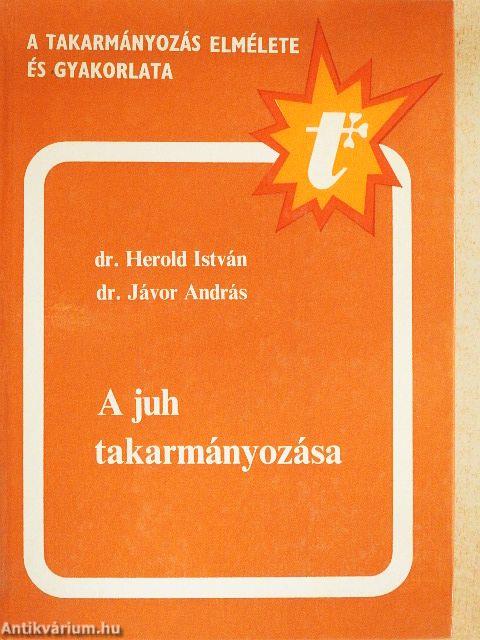 A TAKARMÁNYOZÁS ELMÉLETE
ÉS GYAKORLATA
t
dr. Herold István
dr. Jávor András
A juh
takarmányozása
Antikvárium.hu